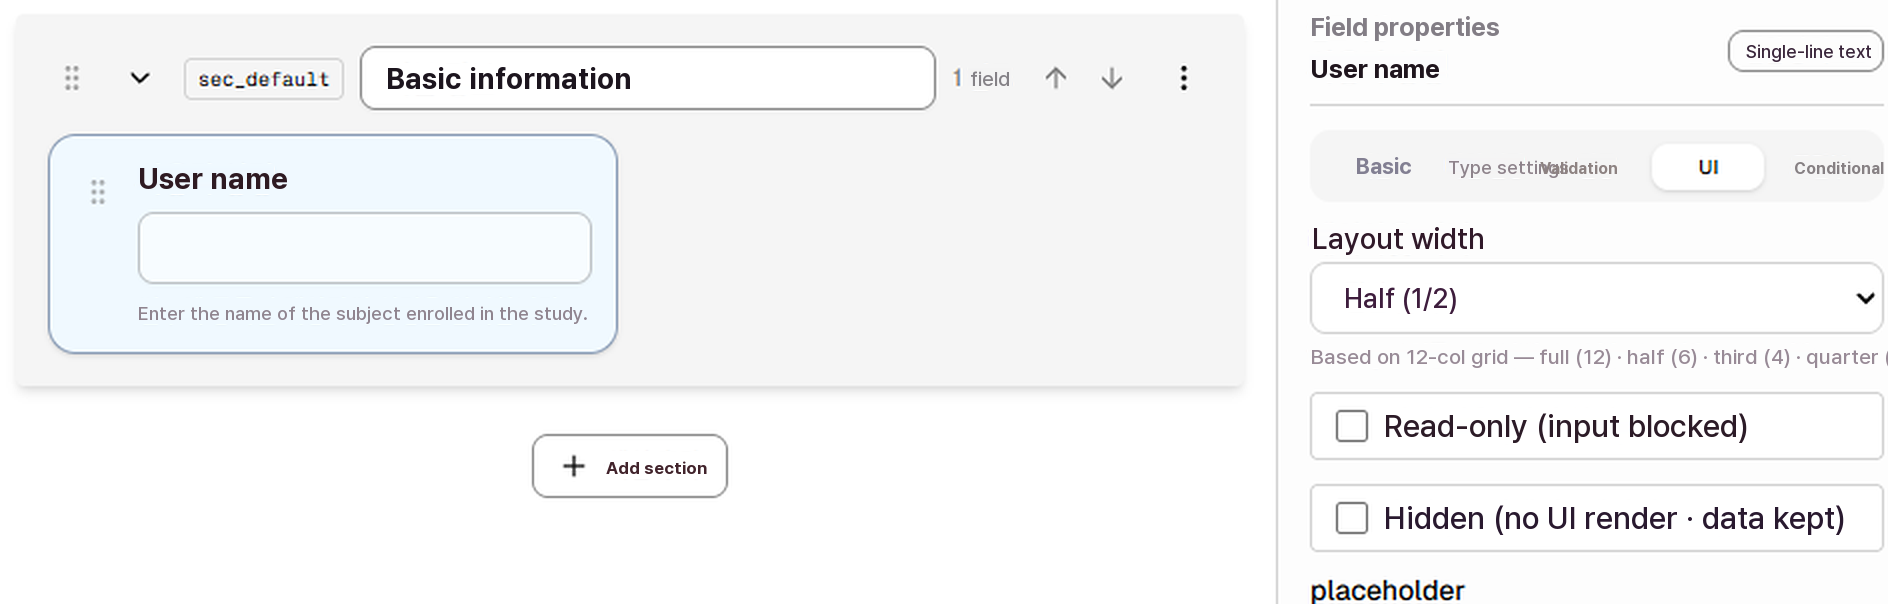 sec_default Basic information 1 field
User name
Enter the name of the subject enrolled in the study.
Add section
Field properties
User name
Single-line text
Basic Type settings Validation UI Conditional
Layout width
Half (1/2)
Based on 12-col grid — full (12) · half (6) · third (4) · quarter (
Read-only (input blocked)
Hidden (no UI render · data kept)
placeholder